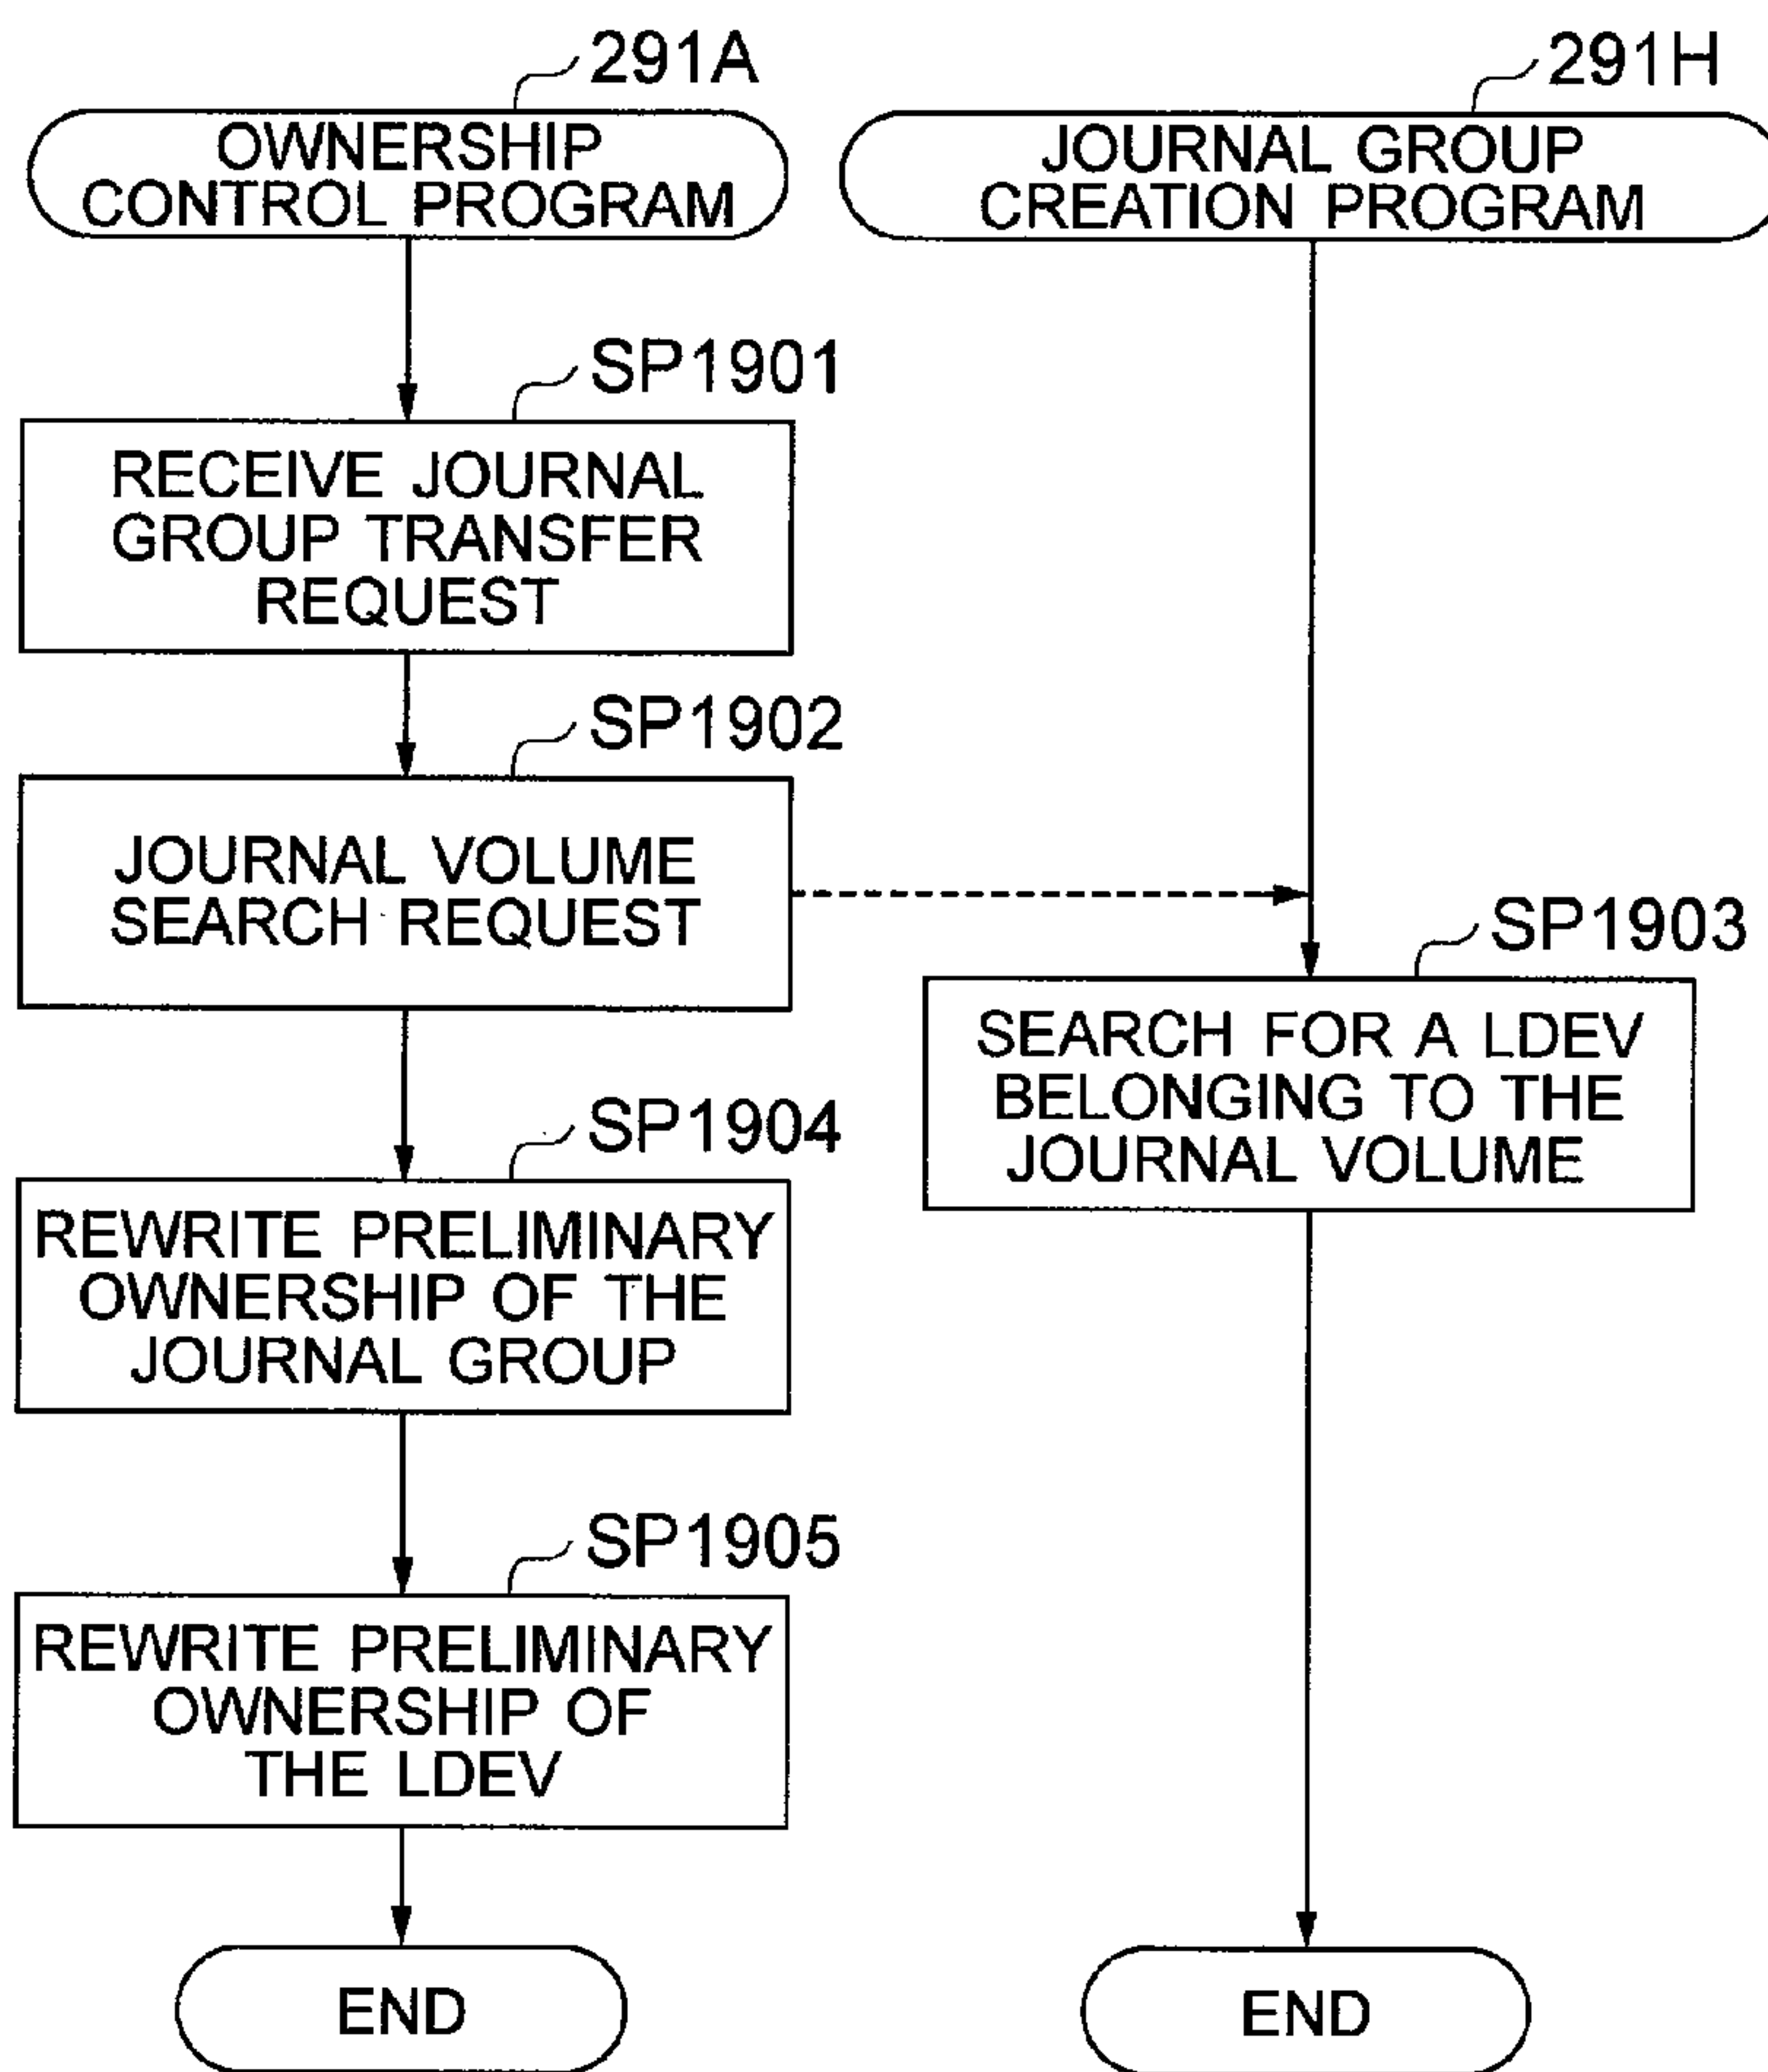 291A
OWNERSHIP
CONTROL PROGRAM
291H
JOURNAL GROUP
CREATION PROGRAM
SP1901
RECEIVE JOURNAL
GROUP TRANSFER
REQUEST
SP1902
JOURNAL VOLUME
SEARCH REQUEST
SP1903
SEARCH FOR A LDEV
BELONGING TO THE
JOURNAL VOLUME
SP1904
REWRITE PRELIMINARY
OWNERSHIP OF THE
JOURNAL GROUP
SP1905
REWRITE PRELIMINARY
OWNERSHIP OF
THE LDEV
END
END